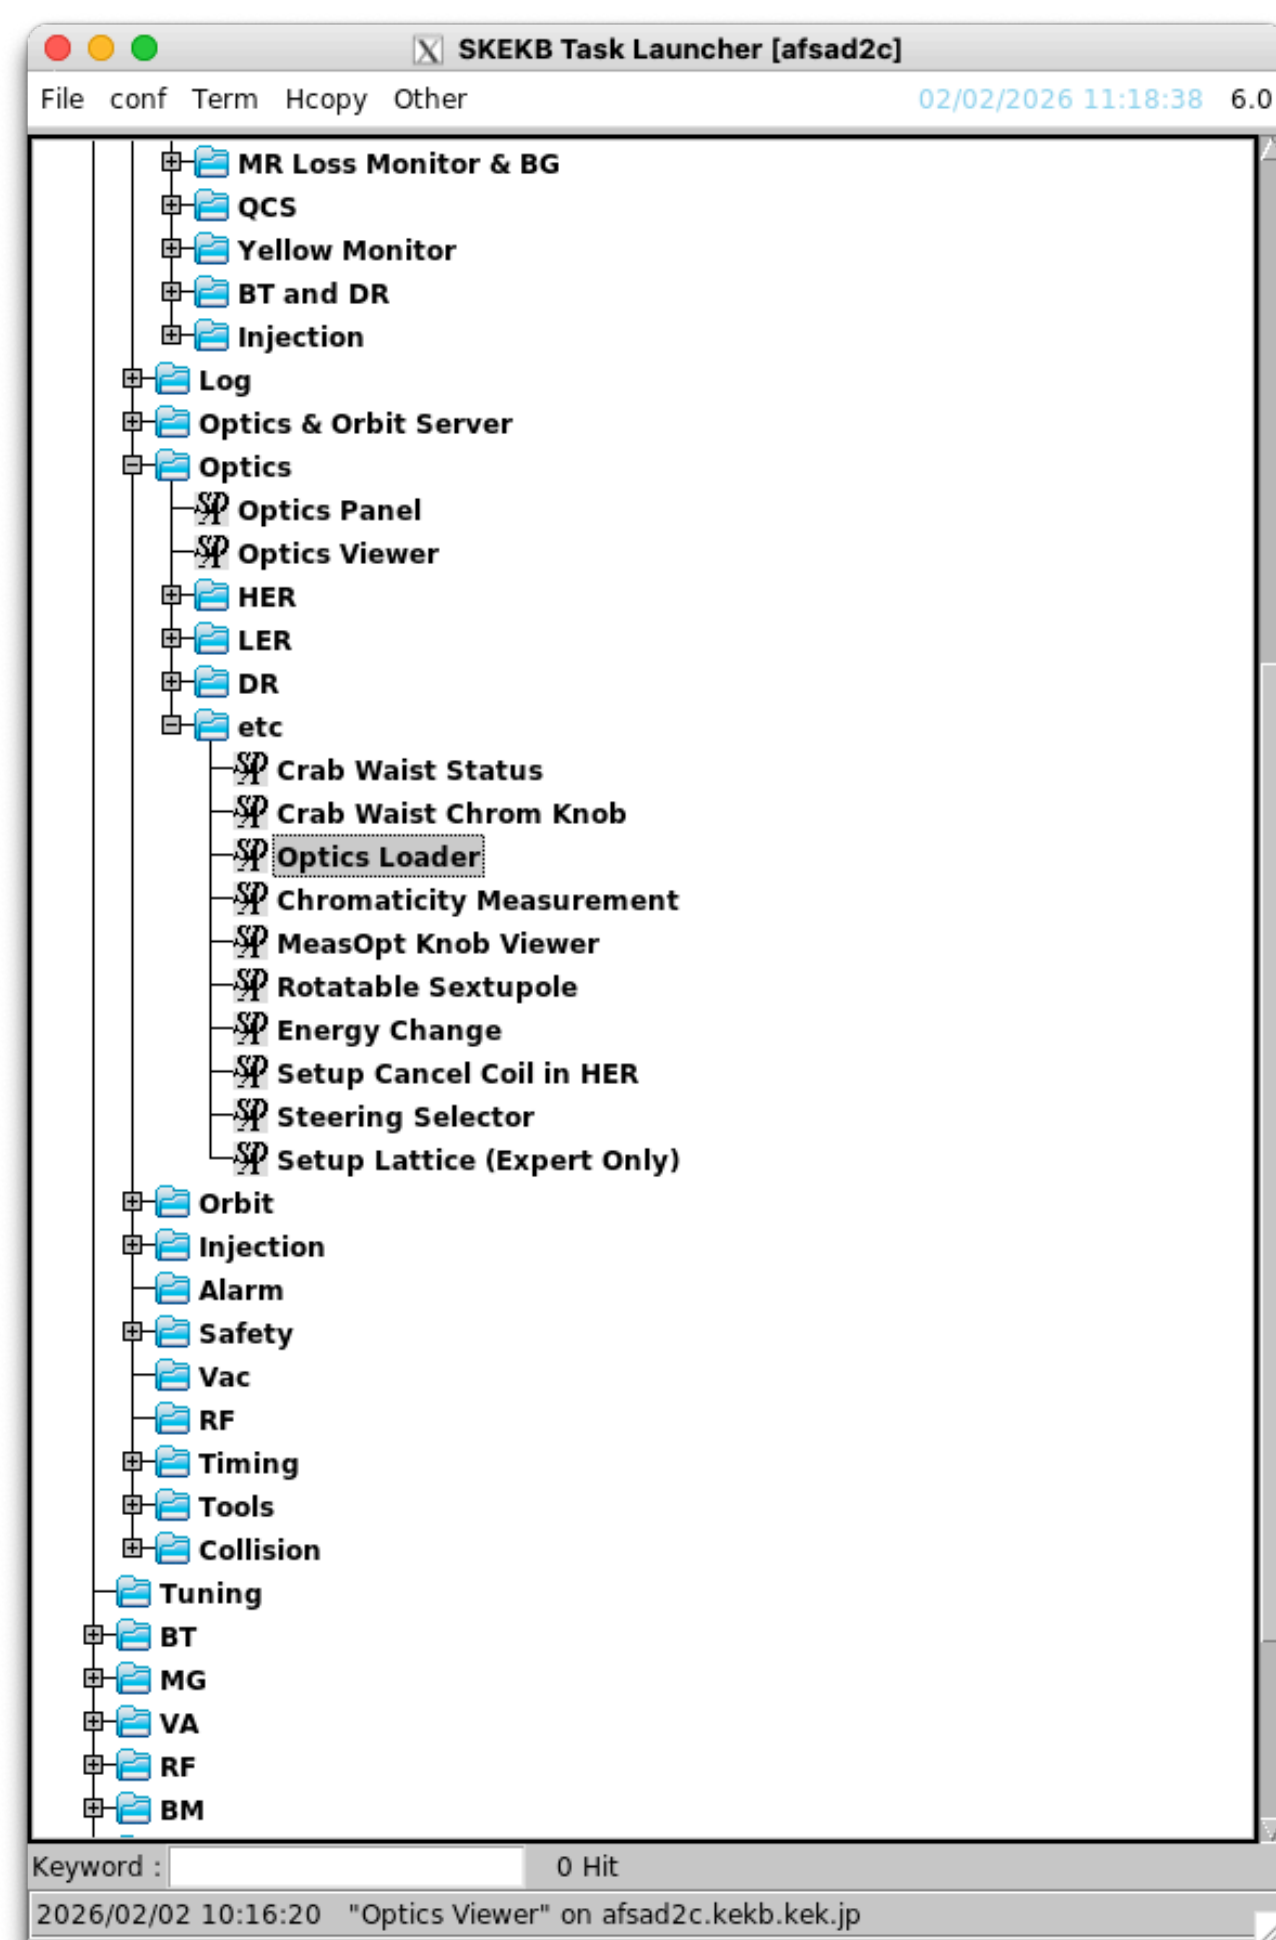 SKEKB Task Launcher [afsad2c]
File conf Term Hcopy Other 02/02/2026 11:18:38 6.0
MR Loss Monitor & BG
QCS
Yellow Monitor
BT and DR
Injection
Log
Optics & Orbit Server
Optics
Optics Panel
Optics Viewer
HER
LER
DR
etc
Crab Waist Status
Crab Waist Chrom Knob
Optics Loader
Chromaticity Measurement
MeasOpt Knob Viewer
Rotatable Sextupole
Energy Change
Setup Cancel Coil in HER
Steering Selector
Setup Lattice (Expert Only)
Orbit
Injection
Alarm
Safety
Vac
RF
Timing
Tools
Collision
Tuning
BT
MG
VA
RF
BM
Keyword : 0 Hit
2026/02/02 10:16:20 "Optics Viewer" on afsad2c.kekb.kek.jp